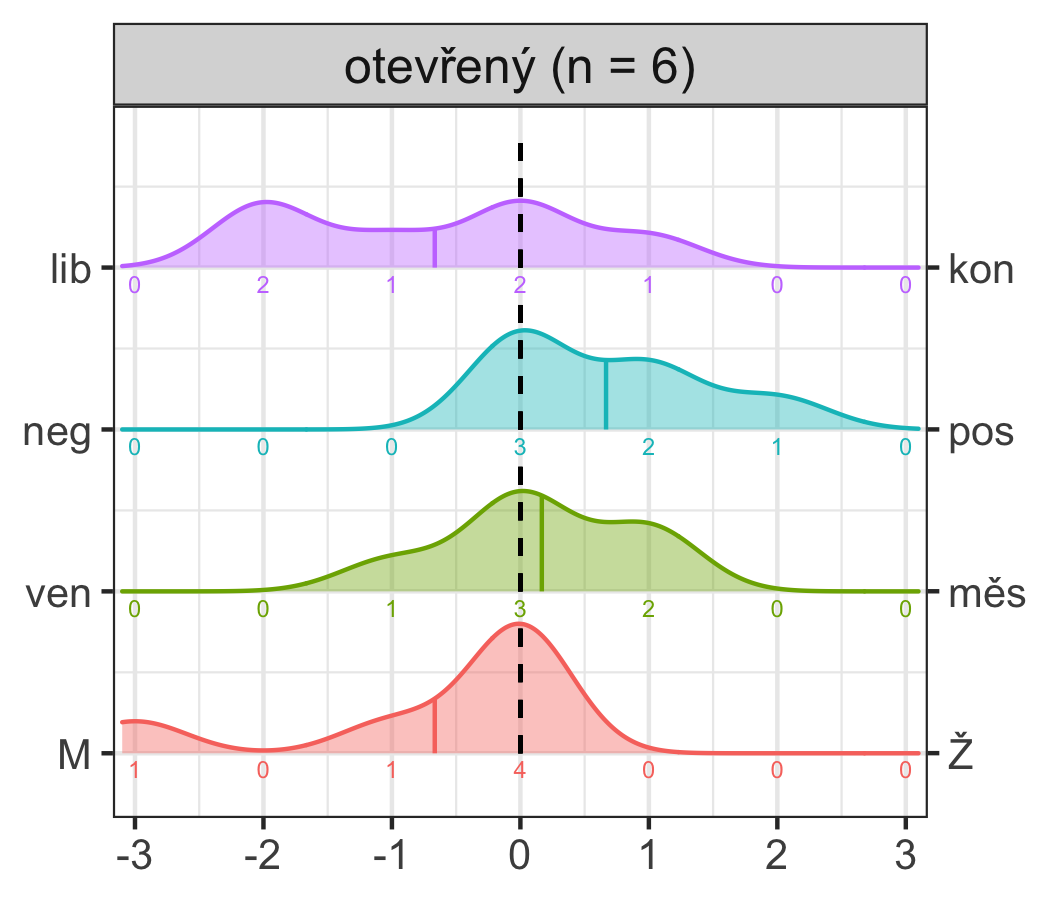 otevřený (n = 6)
lib kon
0 2 1 2 1 0 0
neg pos
0 0 0 3 2 1 0
ven měs
0 0 1 3 2 0 0
M Ž
1 0 1 4 0 0 0
-3 -2 -1 0 1 2 3